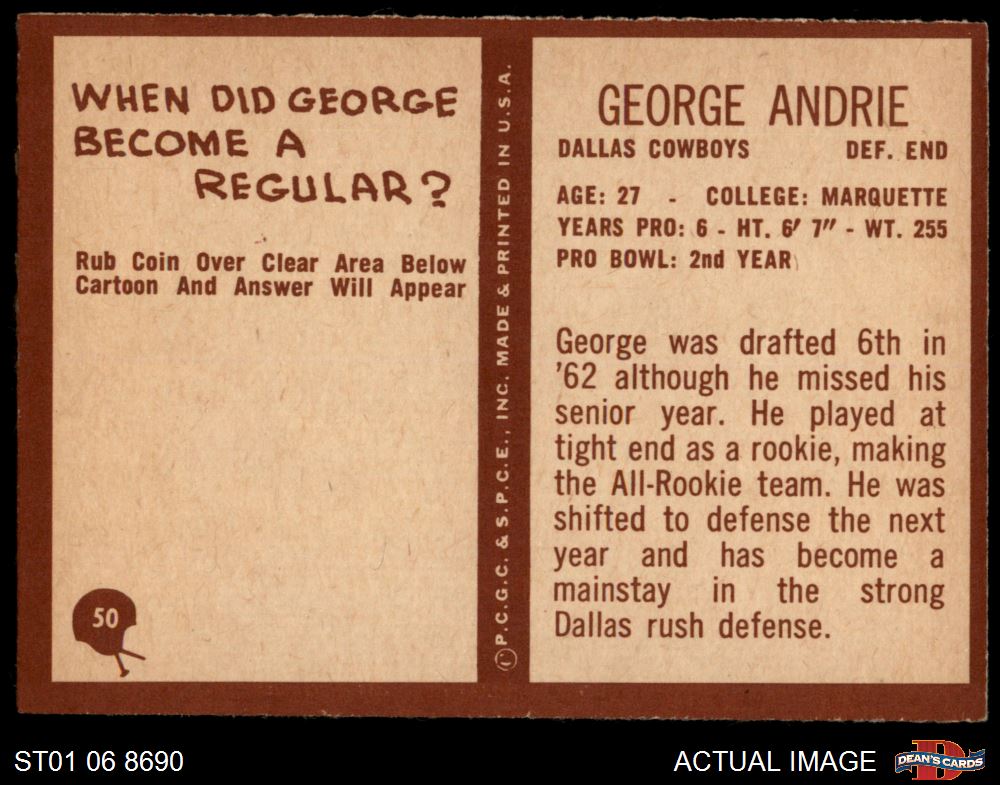 WHEN DID GEORGE
BECOME A
REGULAR?
Rub Coin Over Clear Area Below
Cartoon And Answer Will Appear
50
©P.C.G.C. & S.P.C.E., INC. MADE & PRINTED IN U.S.A.
GEORGE ANDRIE
DALLAS COWBOYS DEF. END
AGE: 27 - COLLEGE: MARQUETTE
YEARS PRO: 6 - HT. 6' 7" - WT. 255
PRO BOWL: 2nd YEAR
George was drafted 6th in
'62 although he missed his
senior year. He played at
tight end as a rookie, making
the All-Rookie team. He was
shifted to defense the next
year and has become a
mainstay in the strong
Dallas rush defense.
ST01 06 8690
ACTUAL IMAGE
D
DEAN'S CARDS